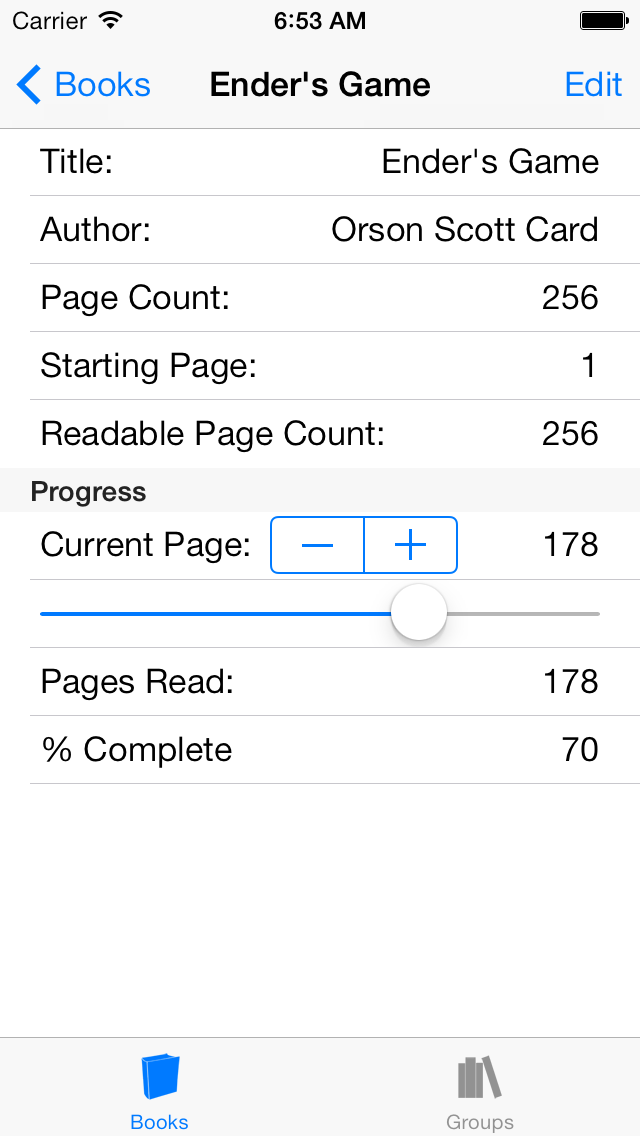 Carrier 6:53 AM
Books Ender's Game Edit
Title: Ender's Game
Author: Orson Scott Card
Page Count: 256
Starting Page: 1
Readable Page Count: 256
Progress
Current Page: − + 178
Pages Read: 178
% Complete 70
Books Groups